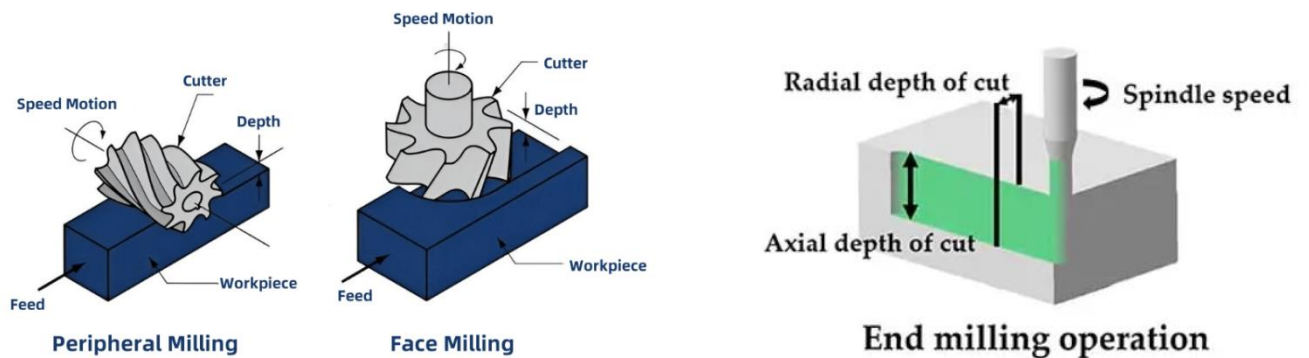 Speed Motion
Cutter
Depth
Workpiece
Feed
Peripheral Milling
Speed Motion
Cutter
Depth
Workpiece
Feed
Face Milling
Radial depth of cut
Spindle speed
Axial depth of cut
End milling operation